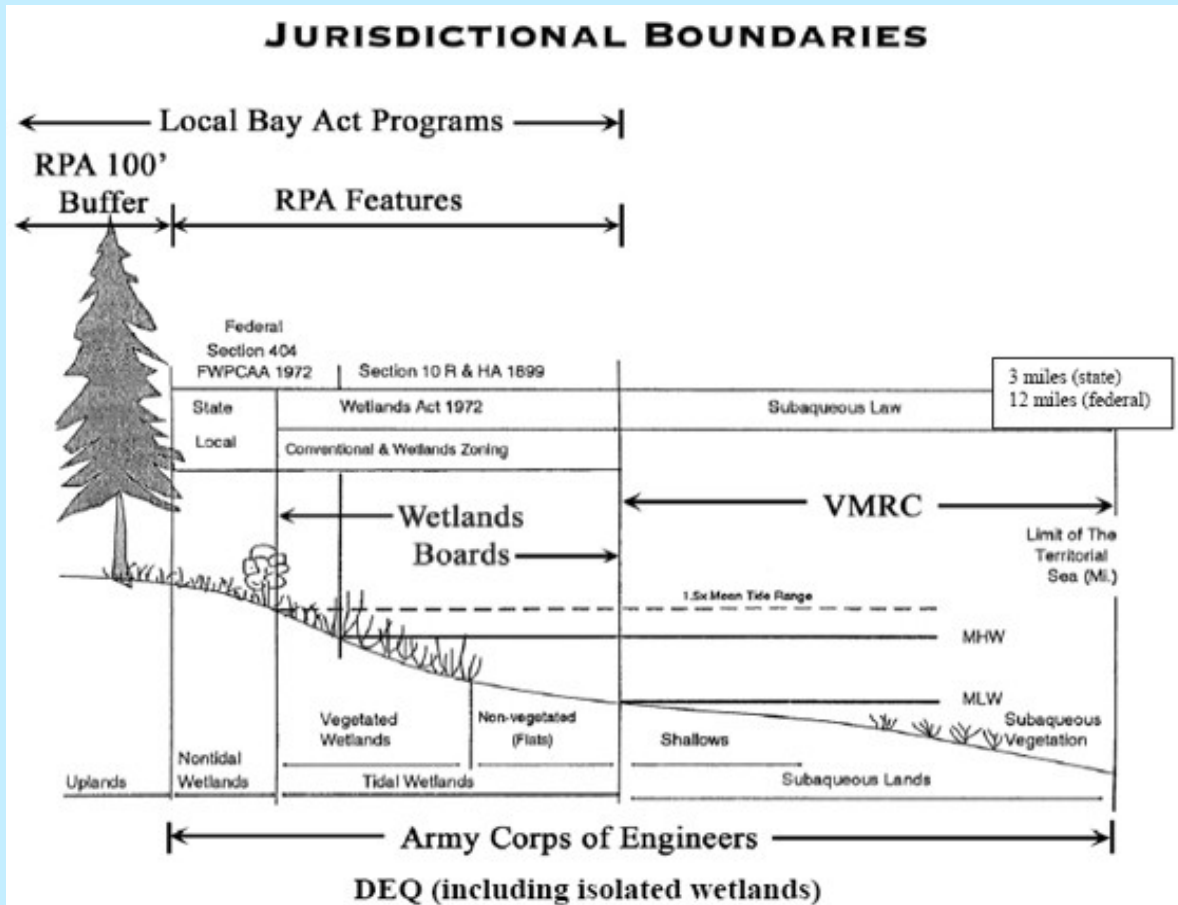 JURISDICTIONAL BOUNDARIES
Local Bay Act Programs
RPA 100’
Buffer
RPA Features
Federal
Section 404
FWPCAA 1972
Section 10 R & HA 1899
3 miles (state)
12 miles (federal)
State
Wetlands Act 1972
Subaqueous Law
Local
Conventional & Wetlands Zoning
Wetlands
Boards
VMRC
Limit of The
Territorial
Sea (Mi.)
1.5x Mean Tide Range
MHW
MLW
Vegetated
Wetlands
Non-vegetated
(Flats)
Shallows
Subaqueous
Vegetation
Uplands
Nontidal
Wetlands
Tidal Wetlands
Subaqueous Lands
Army Corps of Engineers
DEQ (including isolated wetlands)